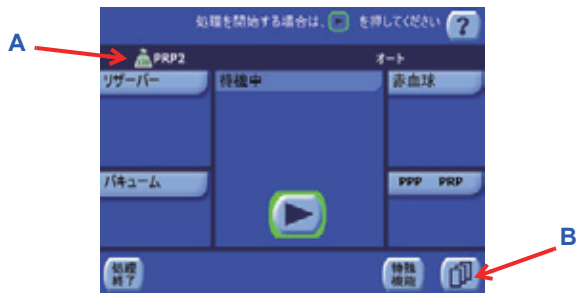 処理を開始する場合は、 を押してください ?
A
PRP2 オート
リザーバー 待機中 赤血球
バキューム PPP PRP
B
処理
終了
特殊
機能